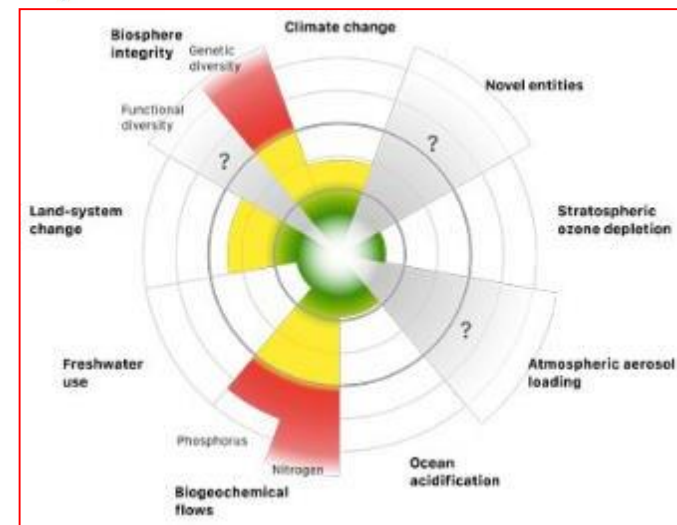 Climate change
Biosphere
integrity
Genetic
diversity
Novel entities
Functional
diversity
?
?
Land-system
change
Stratospheric
ozone depletion
?
Freshwater
use
Atmospheric aerosol
loading
Phosphorus
Nitrogen
Ocean
acidification
Biogeochemical
flows